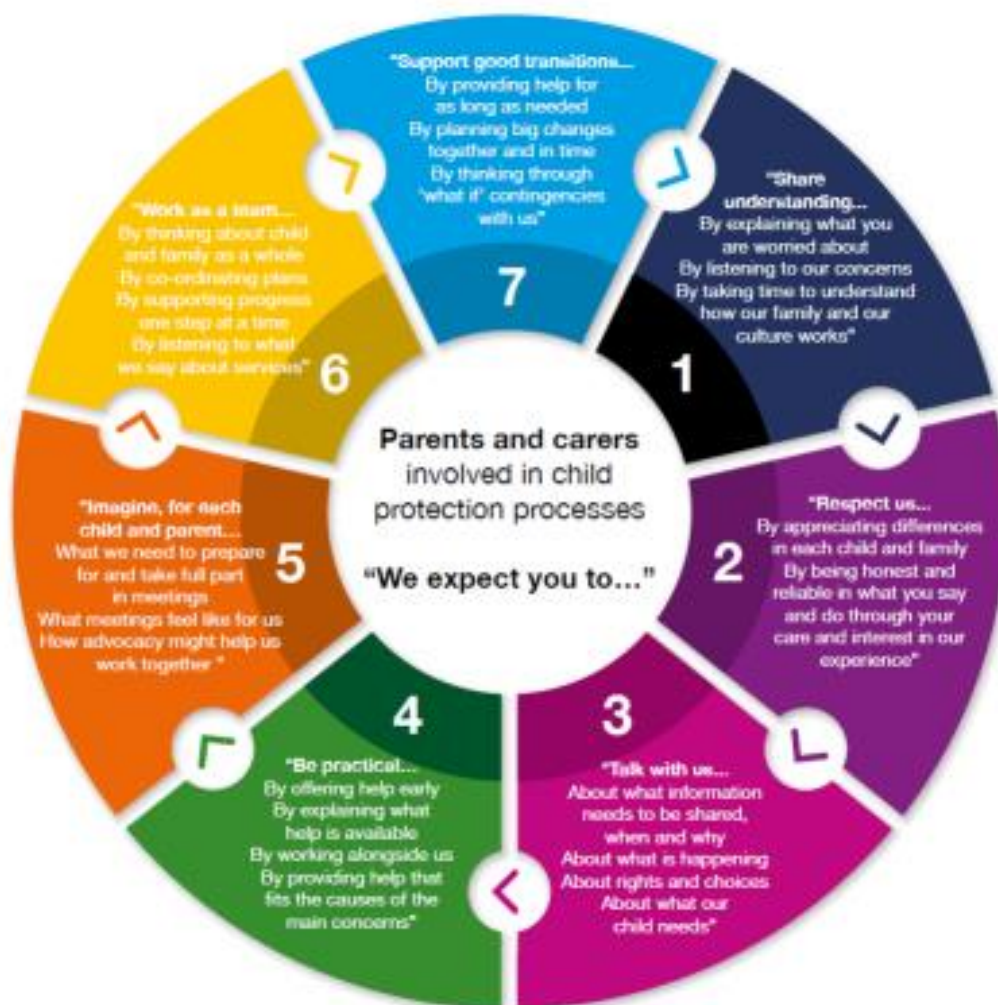 Parents and carers
involved in child
protection processes
“We expect you to...”
1
"Share
understanding...
By explaining what you
are worried about
By listening to our concerns
By taking time to understand
how our family and our
culture works"
2
"Respect us...
By appreciating differences
in each child and family
By being honest and
reliable in what you say
and do through your
care and interest in our
experience"
3
"Talk with us...
About what information
needs to be shared,
when and why
About what is happening
About rights and choices
About what our
child needs"
4
"Be practical...
By offering help early
By explaining what
help is available
By working alongside us
By providing help that
fits the causes of the
main concerns"
5
"Imagine, for each
child and parent...
What we need to prepare
for and take full part
in meetings
What meetings feel like for us
How advocacy might help us
work together "
6
"Work as a team...
By thinking about child
and family as a whole
By co-ordinating plans
By supporting progress
one step at a time
By listening to what
we say about services"
7
"Support good transitions...
By providing help for
as long as needed
By planning big changes
together and in time
By thinking through
'what if' contingencies
with us"